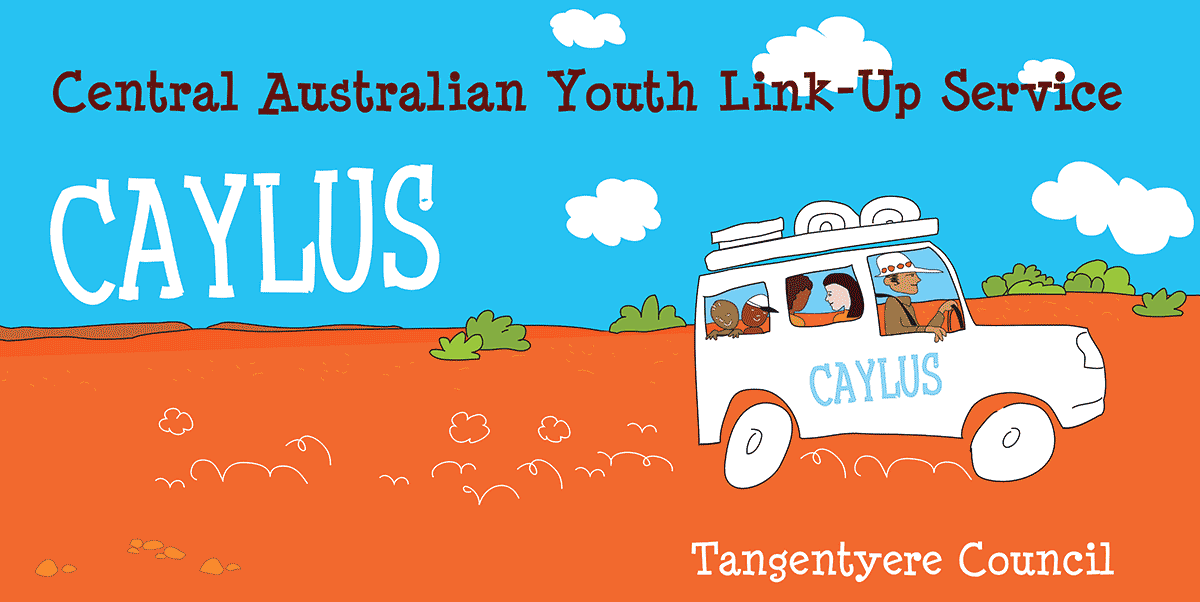 Central Australian Youth Link-Up Service
CAYLUS
CAYLUS
Tangentyere Council